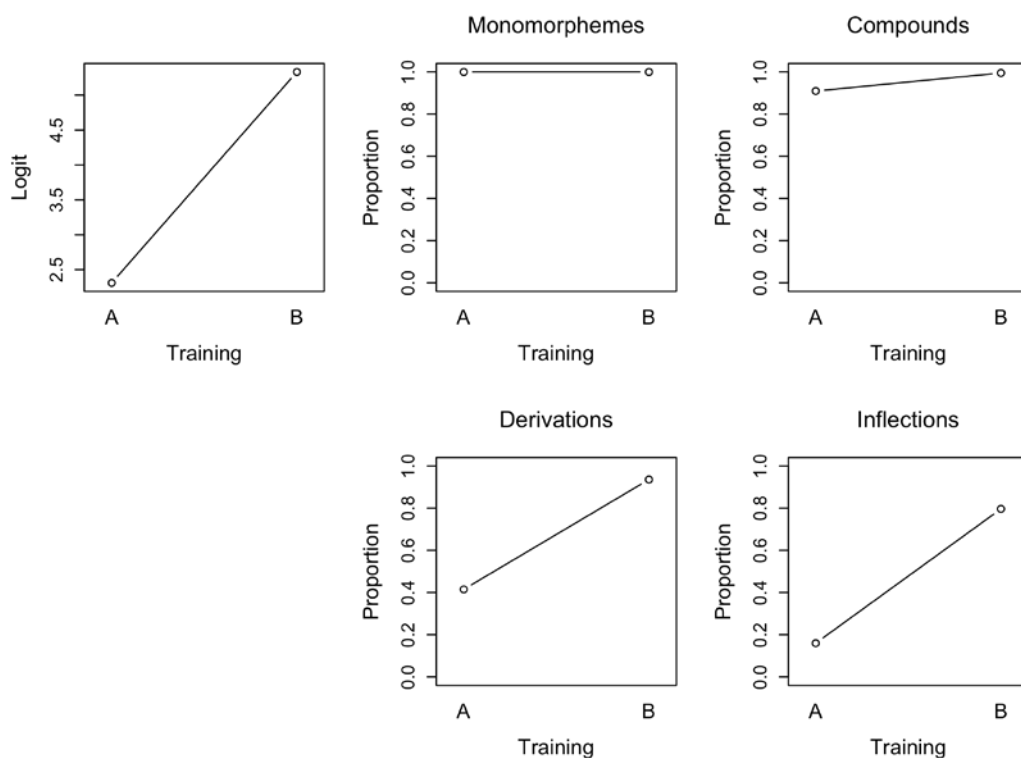 Logit
4.5
3.5
2.5
A B
Training
Monomorphemes
Proportion
1.0
0.8
0.6
0.4
0.2
0.0
A B
Training
Compounds
Proportion
1.0
0.8
0.6
0.4
0.2
0.0
A B
Training
Derivations
Proportion
1.0
0.8
0.6
0.4
0.2
0.0
A B
Training
Inflections
Proportion
1.0
0.8
0.6
0.4
0.2
0.0
A B
Training